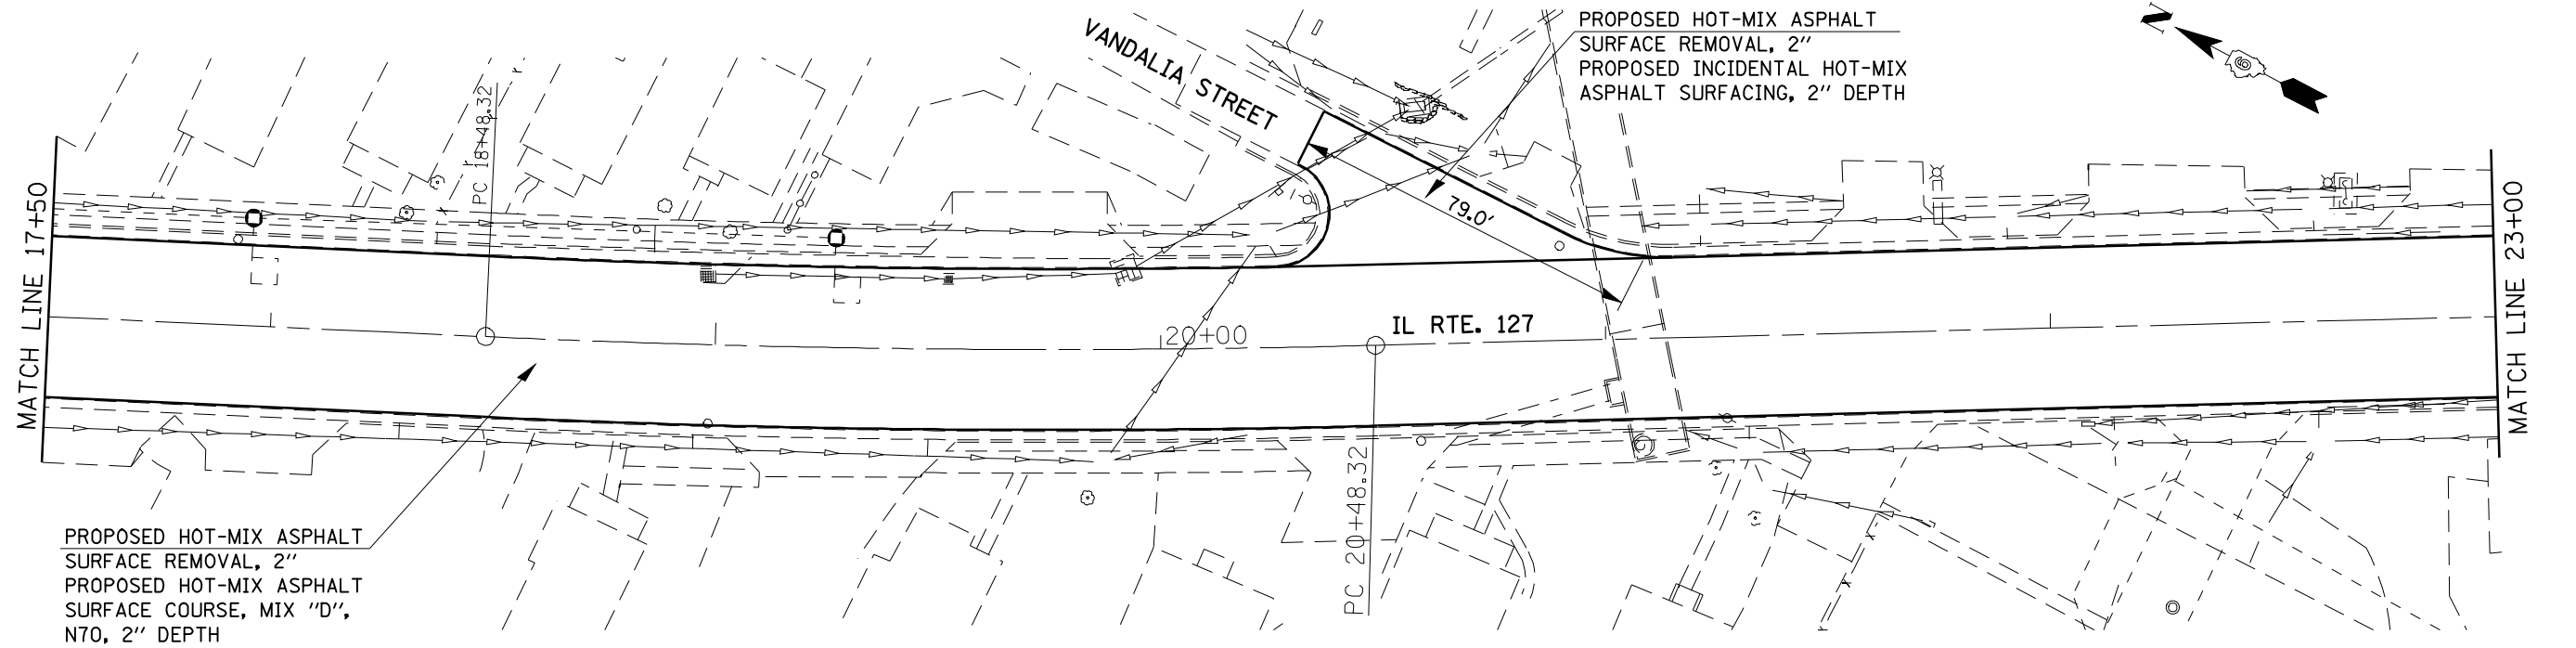 VANDALIA STREET
PROPOSED HOT-MIX ASPHALT
SURFACE REMOVAL, 2"
PROPOSED INCIDENTAL HOT-MIX
ASPHALT SURFACING, 2" DEPTH
N
MATCH LINE 17+50
PC 18+48.32
79.0'
20+00
IL RTE. 127
PC 20+48.32
MATCH LINE 23+00
PROPOSED HOT-MIX ASPHALT
SURFACE REMOVAL, 2"
PROPOSED HOT-MIX ASPHALT
SURFACE COURSE, MIX "D",
N70, 2" DEPTH